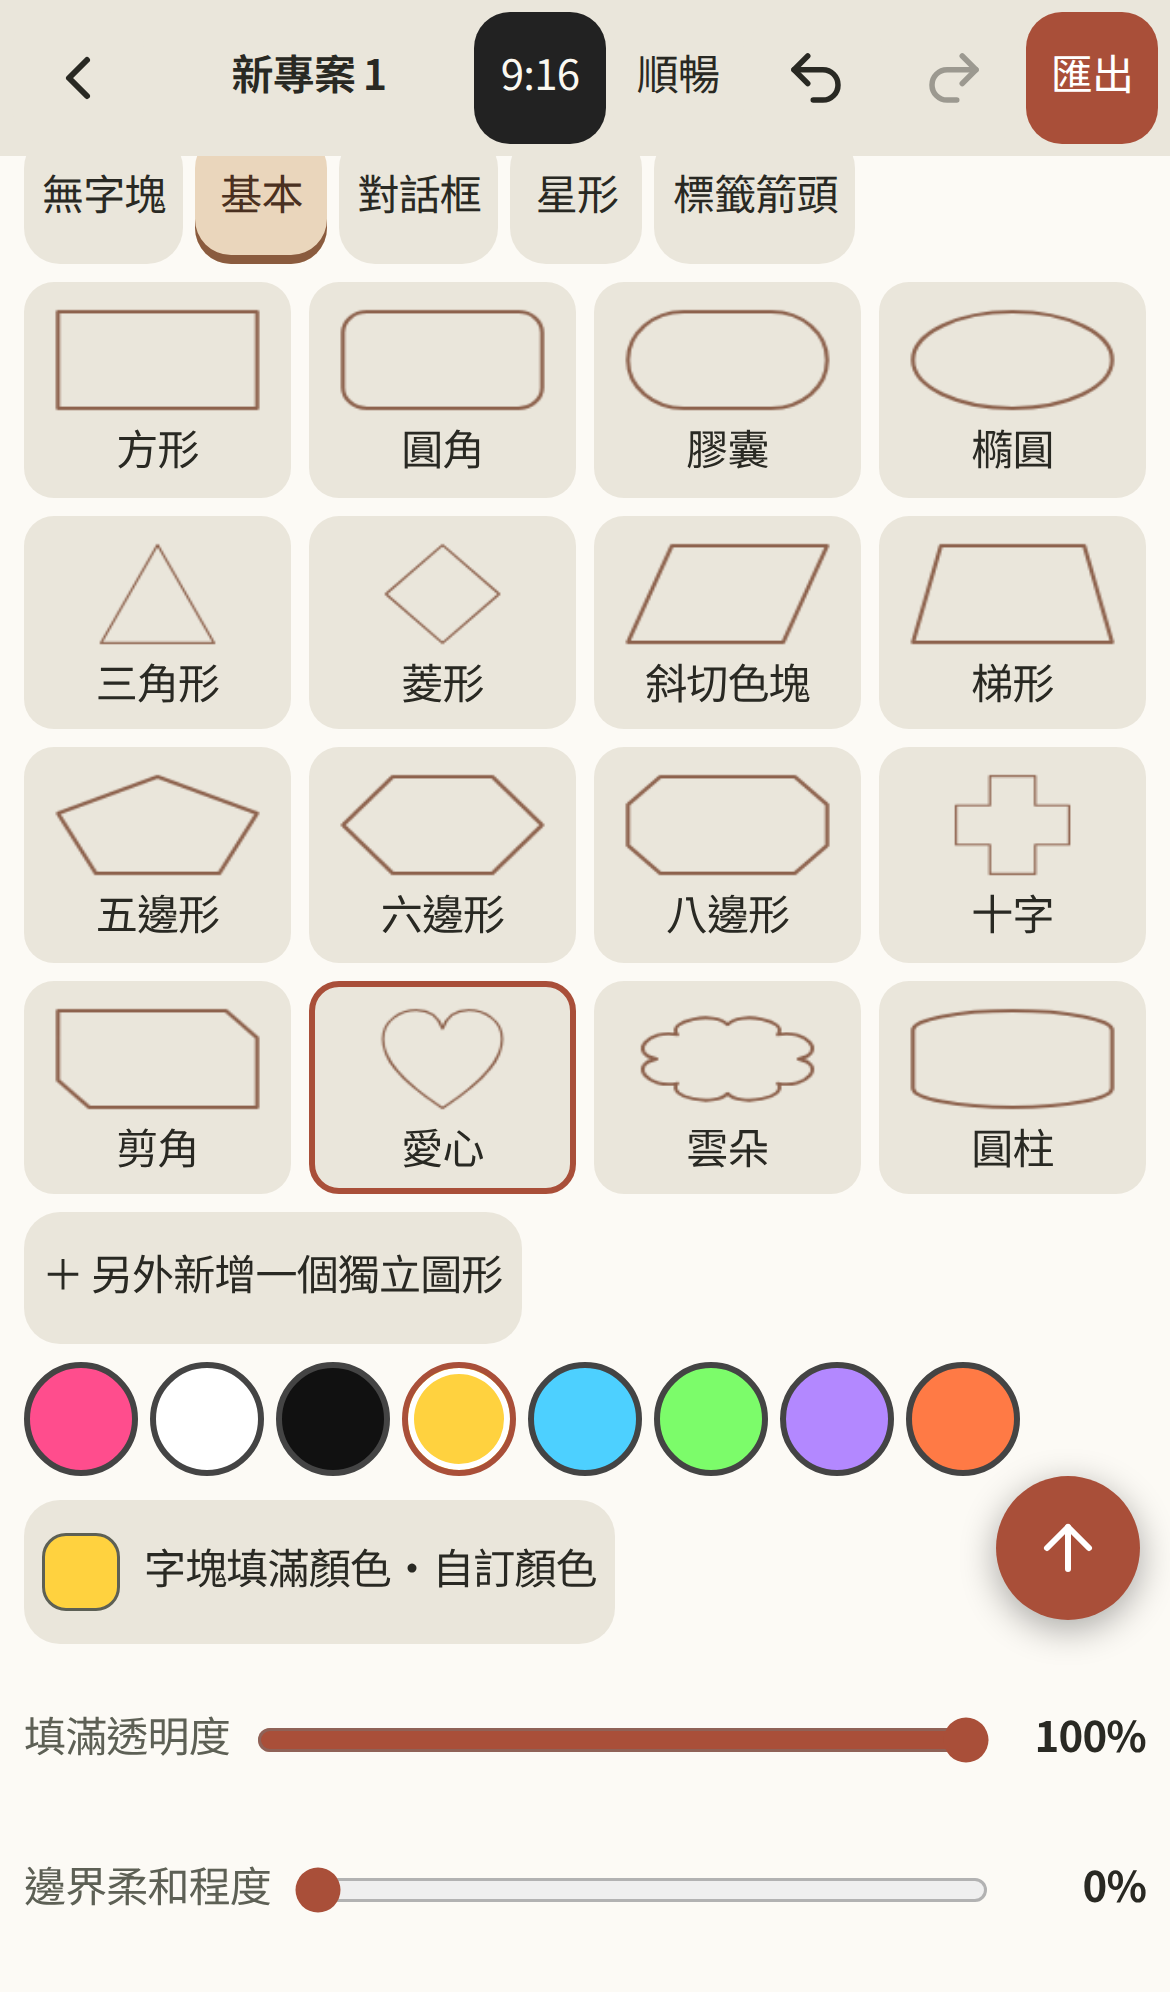 新專案 1 9:16 順暢 匯出
無字塊 基本 對話框 星形 標籤箭頭
方形 圓角 膠囊 橢圓
三角形 菱形 斜切色塊 梯形
五邊形 六邊形 八邊形 十字
剪角 愛心 雲朵 圓柱
＋ 另外新增一個獨立圖形
字塊填滿顏色・自訂顏色
填滿透明度 100%
邊界柔和程度 0%